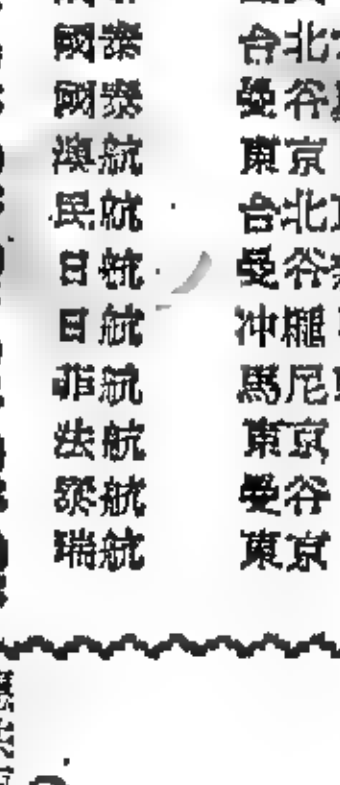 國泰 台北
國泰 曼谷
澳航 東京
民航 台北
日航 曼谷
日航 沖繩
菲航 馬尼
法航 東京
泰航 曼谷
瑞航 東京